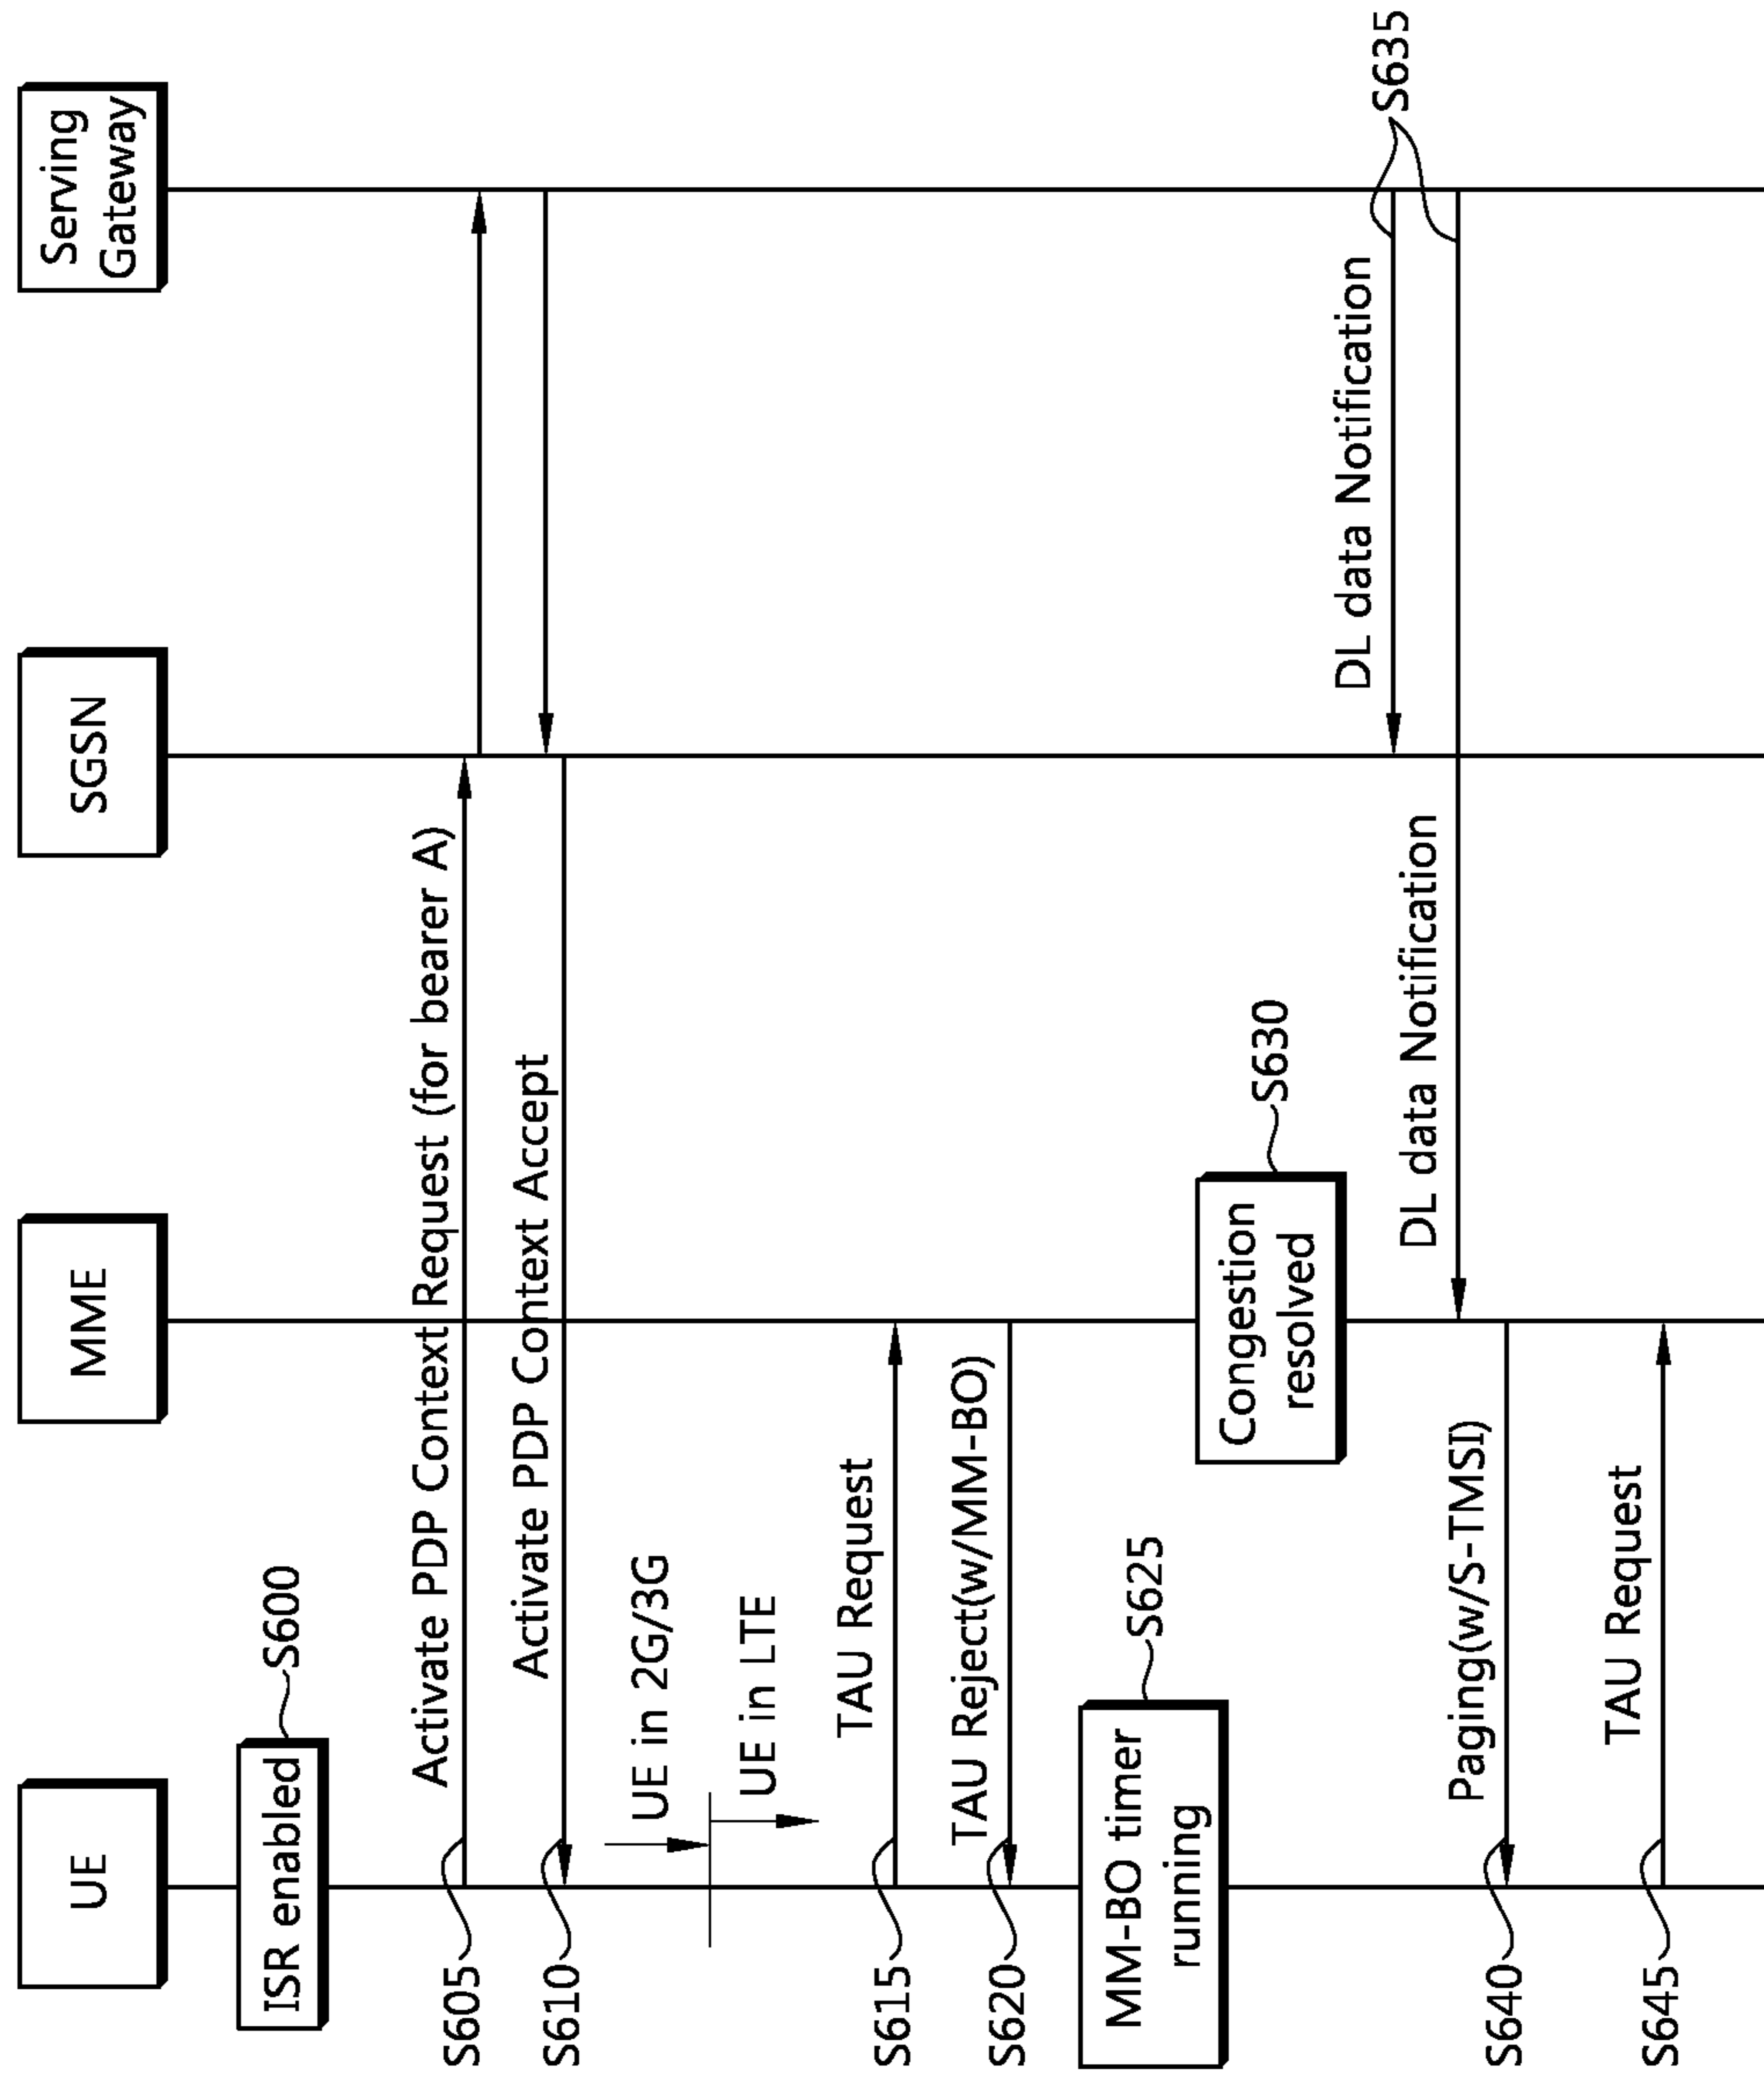 UE
MME
SGSN
Serving
Gateway
ISR enabled
S600
Activate PDP Context Request (for bearer A)
S605
Activate PDP Context Accept
S610
UE in 2G/3G
UE in LTE
TAU Request
S615
TAU Reject(w/MM-BO)
S620
MM-BO timer
running
S625
Congestion
resolved
S630
DL data Notification
S635
DL data Notification
Paging(w/S-TMSI)
S640
TAU Request
S645